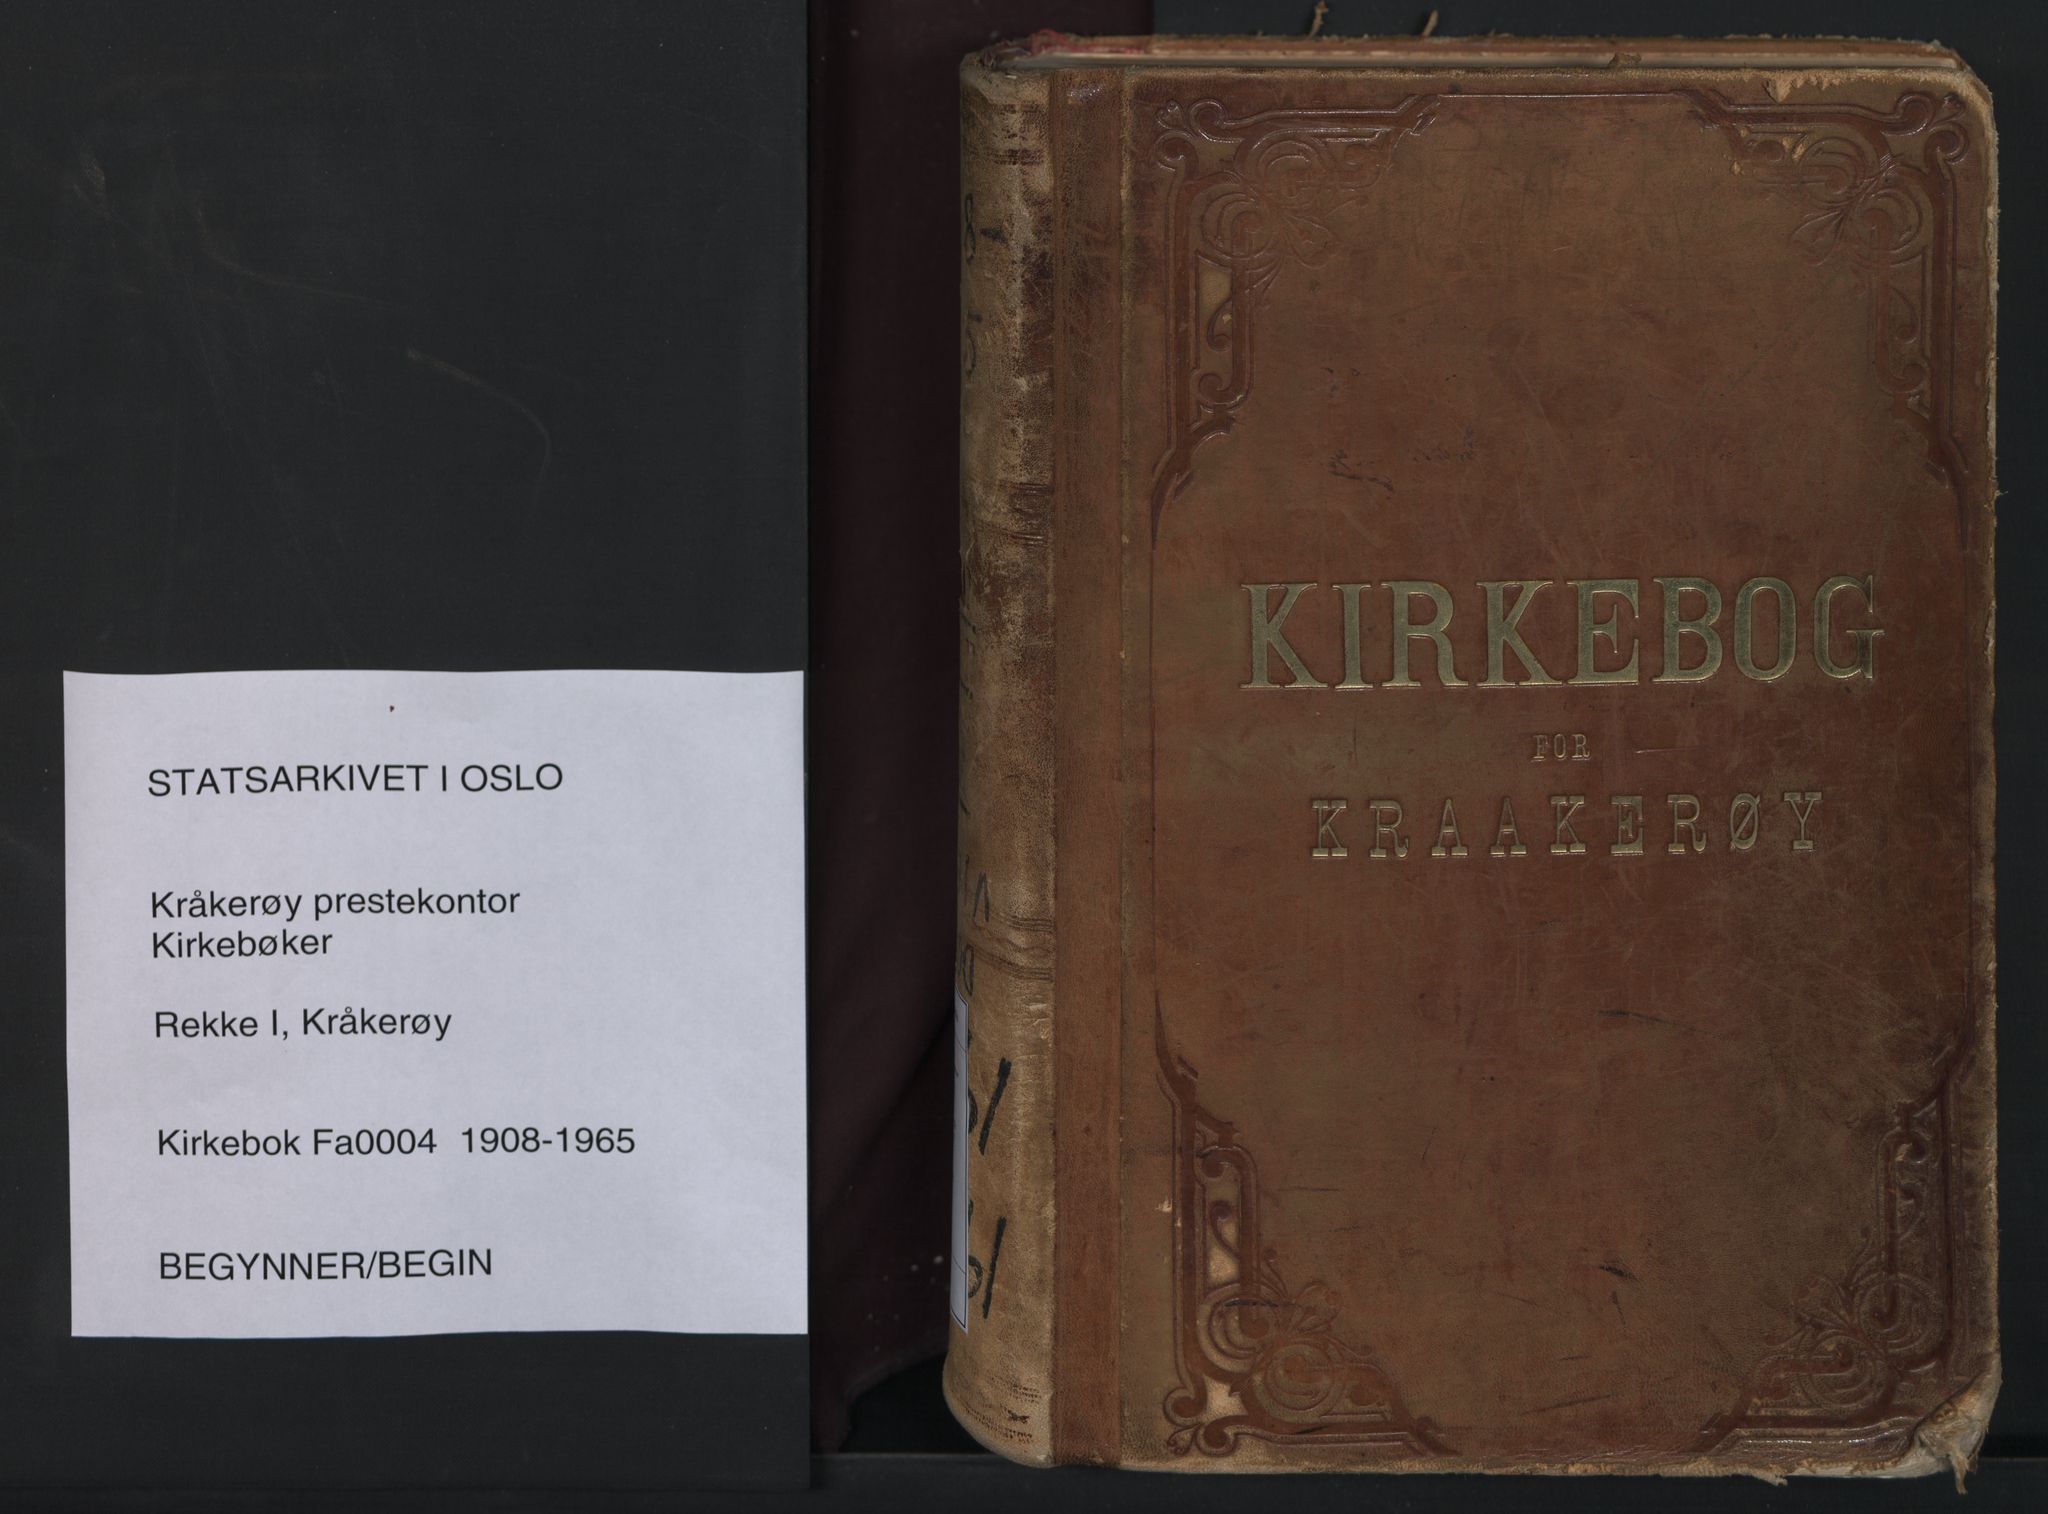 STATSARKIVET I OSLO
Kråkerøy prestekontor
Kirkebøker
Rekke I, Kråkerøy
Kirkebok Fa0004 1908-1965
BEGYNNER/BEGIN
KIRKEBOG
FOR
KRAAKERØY